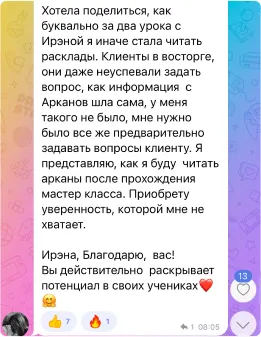 Хотела поделиться, как
буквально за два урока с
Ирэной я иначе стала читать
расклады. Клиенты в восторге,
они даже неуспевали задать
вопрос, как информация с
Арканов шла сама, у меня
такого не было, мне нужно
было все же предварительно
задавать вопросы клиенту. Я
представляю, как я буду читать
арканы после прохождения
мастер класса. Приобрету
уверенность, которой мне не
хватает.

Ирэна, Благодарю, вас!
Вы действительно раскрывает
потенциал в своих учениках❤️
🤗
13
👍 7 🔥 1
1 08:05